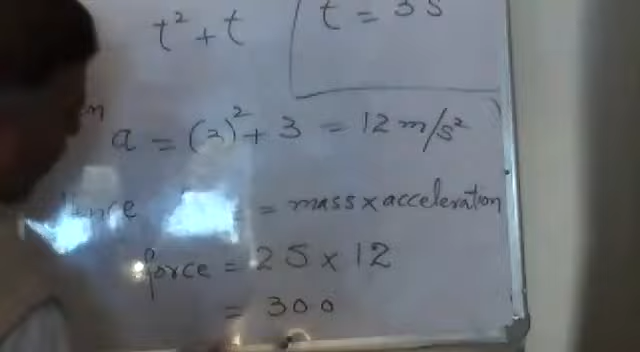 t² + t
t = 3 s
a = (3)² + 3 = 12 m/s²
= mass x acceleration
force = 25 x 12
= 300